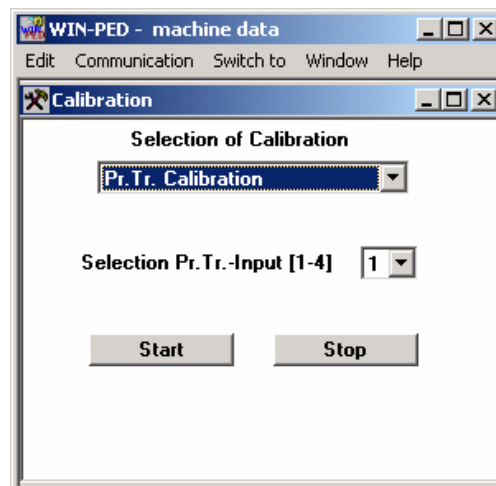 WIN-PED - machine data
Edit Communication Switch to Window Help
Calibration
Selection of Calibration
Pr.Tr. Calibration
Selection Pr.Tr.-Input [1-4] 1
Start Stop